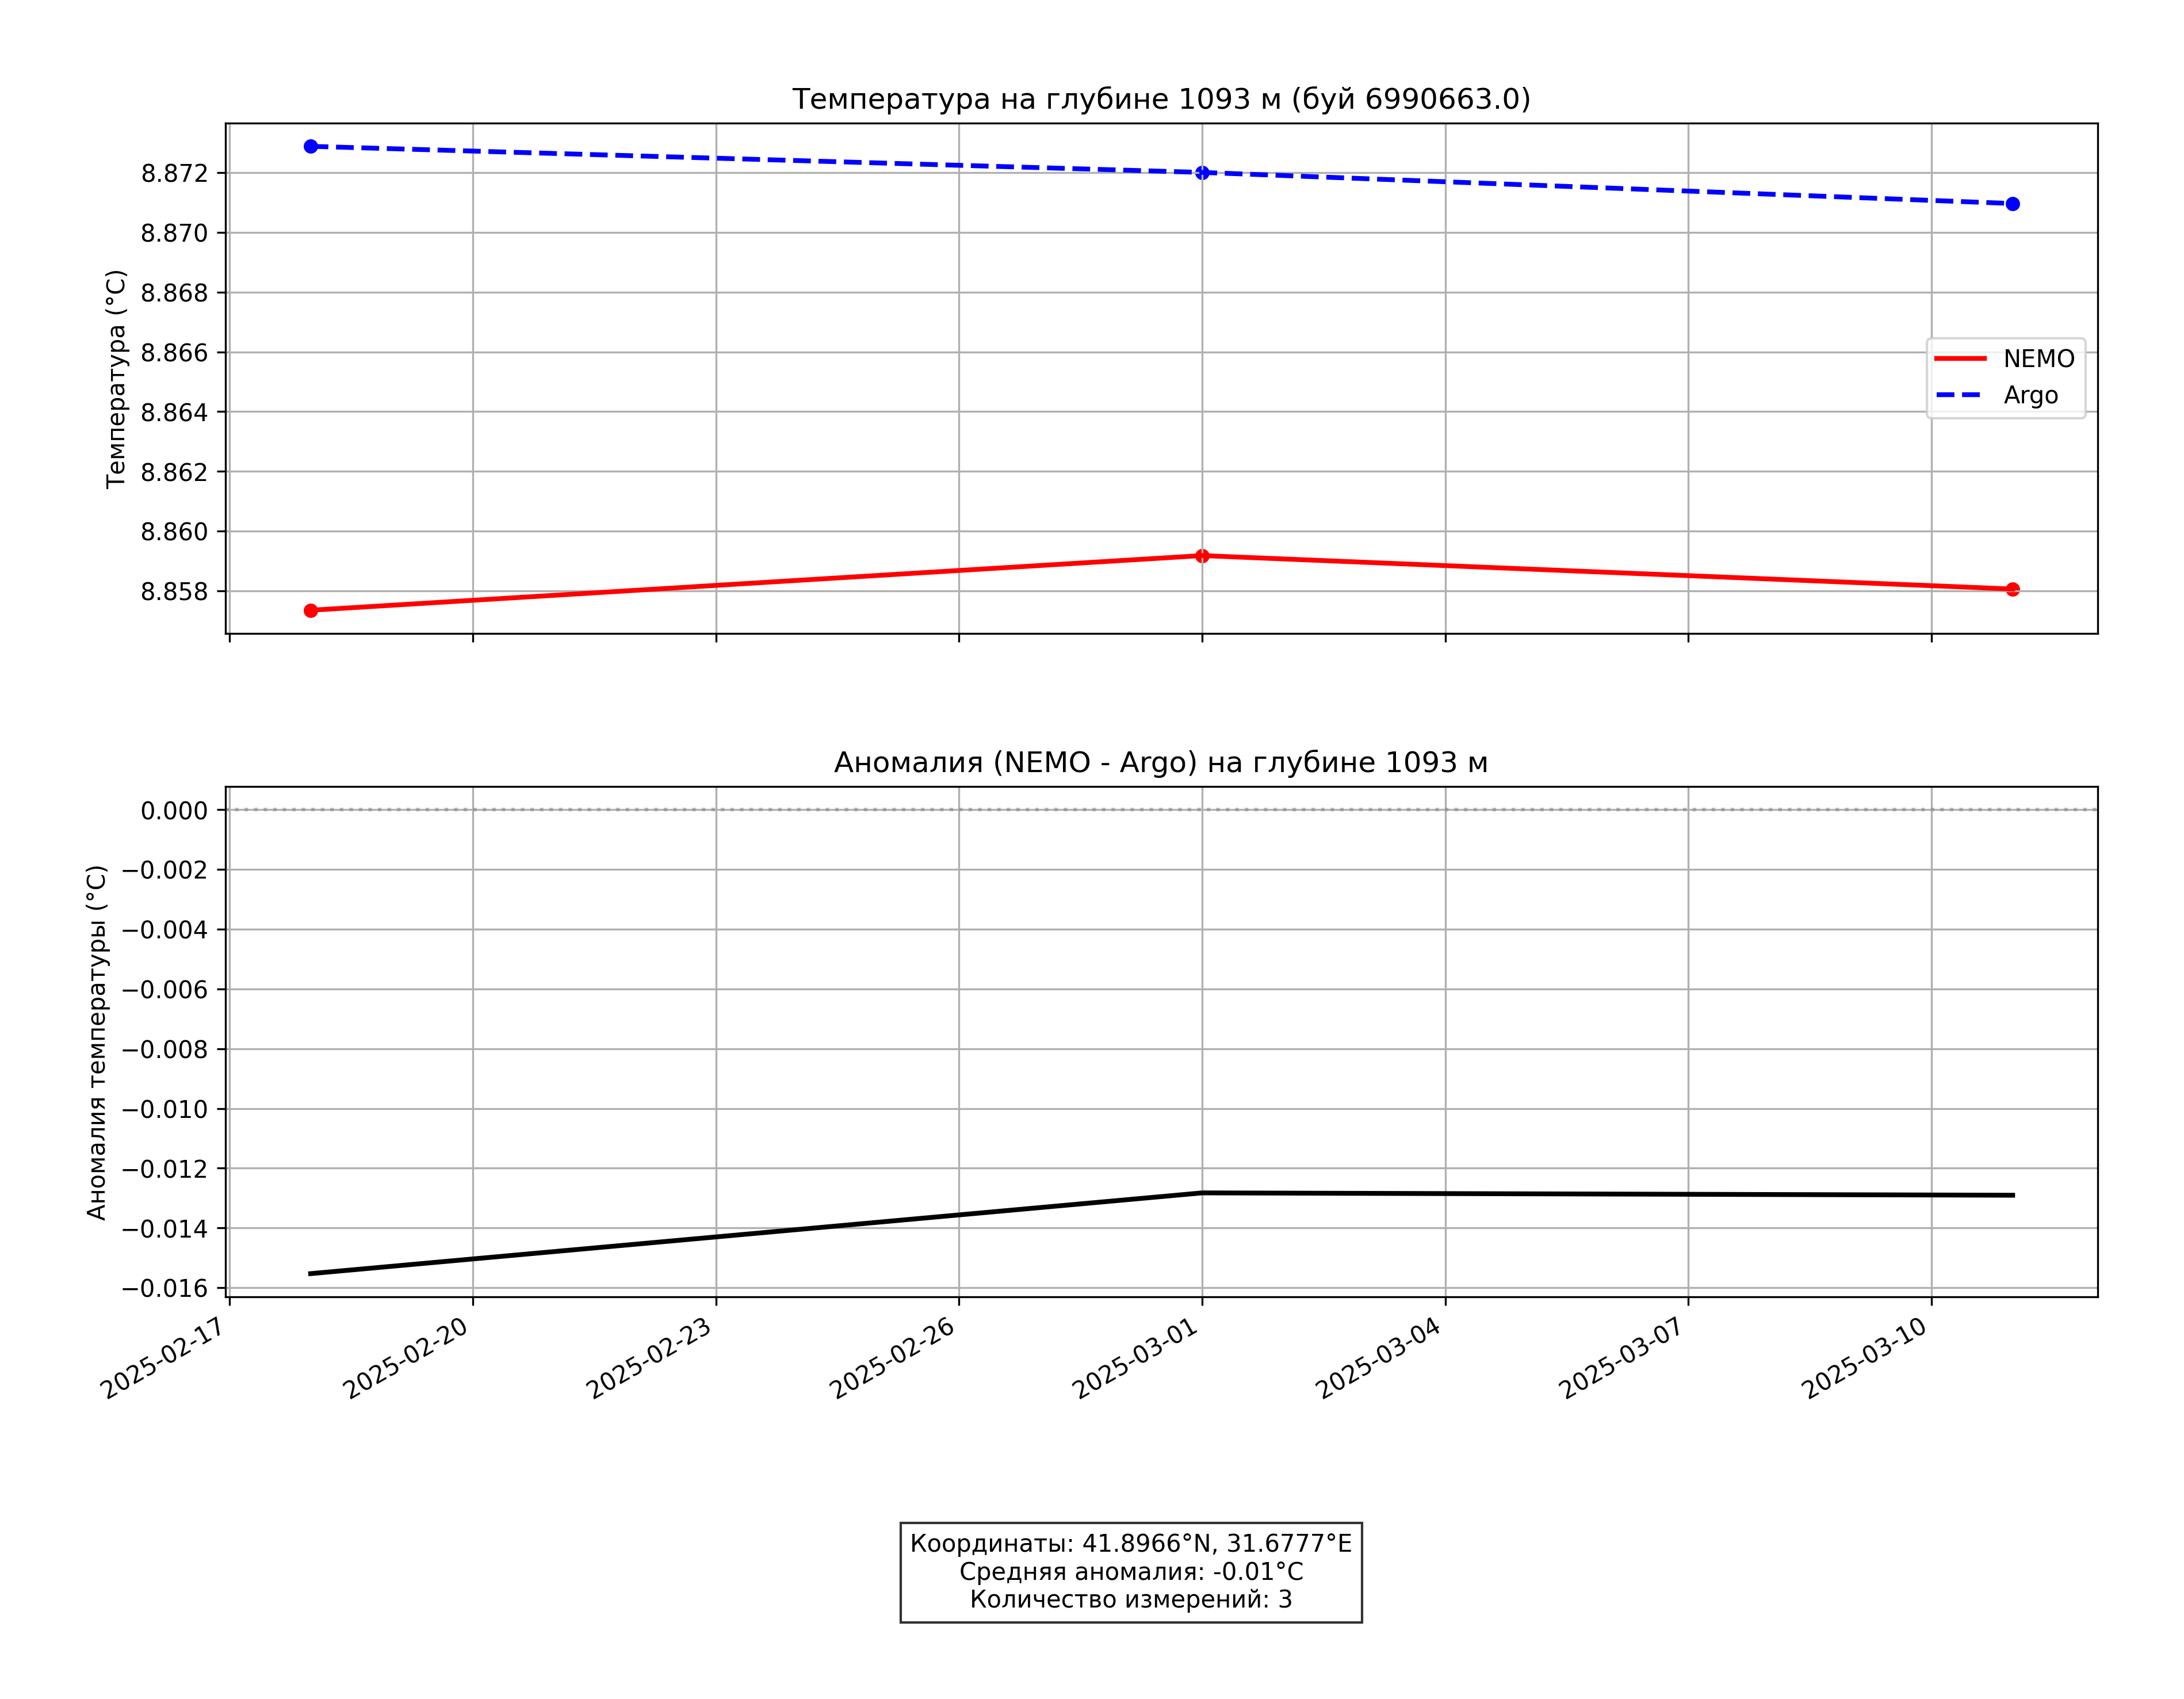 Температура на глубине 1093 м (буй 6990663.0)
Температура (°C)
8.872
8.870
8.868
8.866
8.864
8.862
8.860
8.858
NEMO
Argo
Аномалия (NEMO - Argo) на глубине 1093 м
Аномалия температуры (°C)
0.000
−0.002
−0.004
−0.006
−0.008
−0.010
−0.012
−0.014
−0.016
2025-02-17
2025-02-20
2025-02-23
2025-02-26
2025-03-01
2025-03-04
2025-03-07
2025-03-10
Координаты: 41.8966°N, 31.6777°E
Средняя аномалия: -0.01°C
Количество измерений: 3